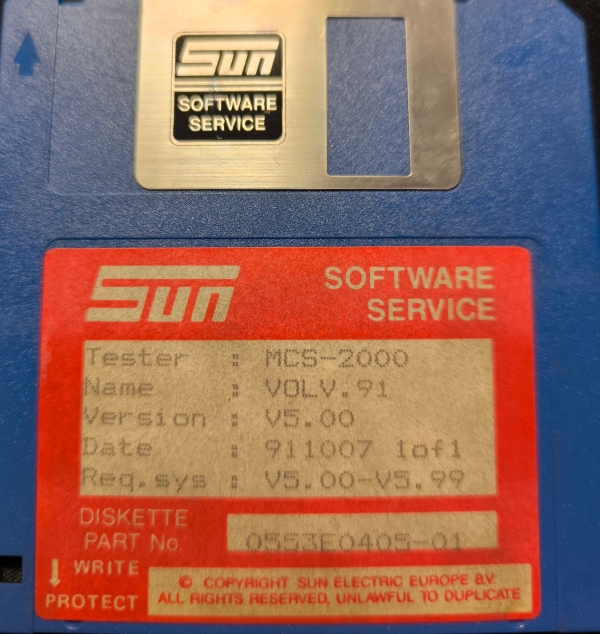 Sun
SOFTWARE
SERVICE
Sun
SOFTWARE
SERVICE
Tester : MCS-2000
Name : VOLV.91
Version : V5.00
Date : 911007 1of1
Req.sys : V5.00-V5.99
DISKETTE
PART No. 0553E0405-01
WRITE
PROTECT
© COPYRIGHT SUN ELECTRIC EUROPE B.V.
ALL RIGHTS RESERVED, UNLAWFUL TO DUPLICATE